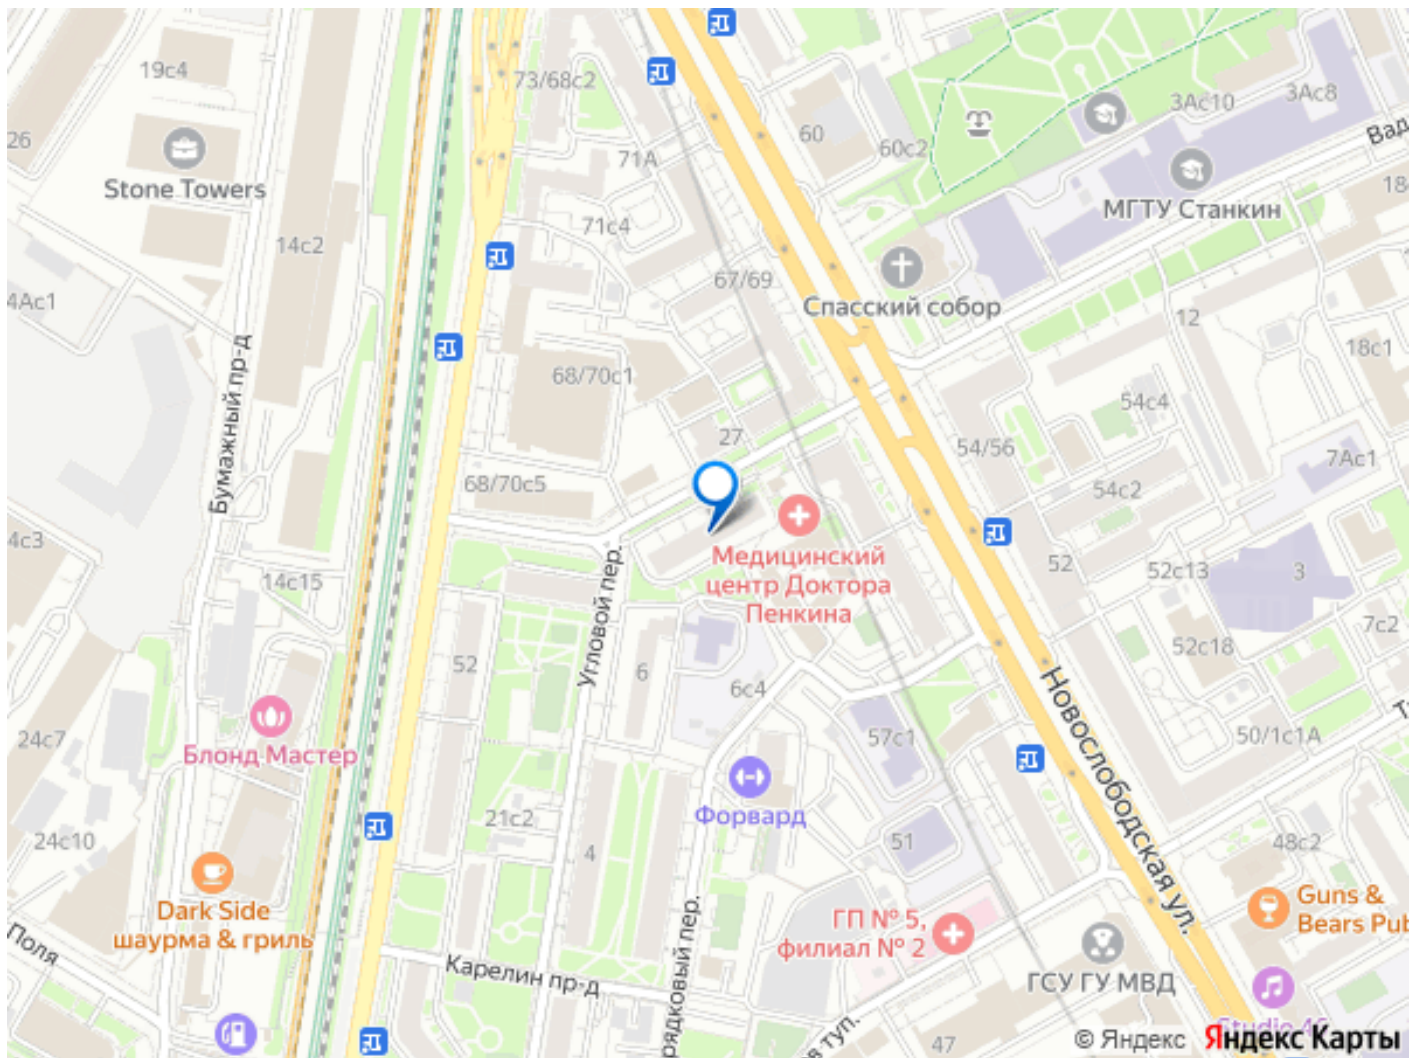 73/68с2
19с4
26
Stone Towers
71А
60
60с2
3Ас10
3Ас8
МГТУ Станкин
14с2
71с4
67/69
Спасский собор
4Ас1
12
18с1
68/70с1
Бумажный пр-д
54с4
27
54/56
7Ас1
68/70с5
54с2
4с3
14с15
Медицинский
центр Доктора
Пенкина
52
52с13
3
Угловой пер.
7с2
52
6
6с4
52с18
Новослободская ул.
24с7
Блонд Мастер
57с1
50/1с1А
Форвард
21с2
24с10
4
51
48с2
Dark Side
шаурма & гриль
Guns &
Bears Pub
ГП № 5,
филиал № 2
Поля
Карелин пр-д
ГСУ ГУ МВД
47
© Яндекс Яндекс Карты